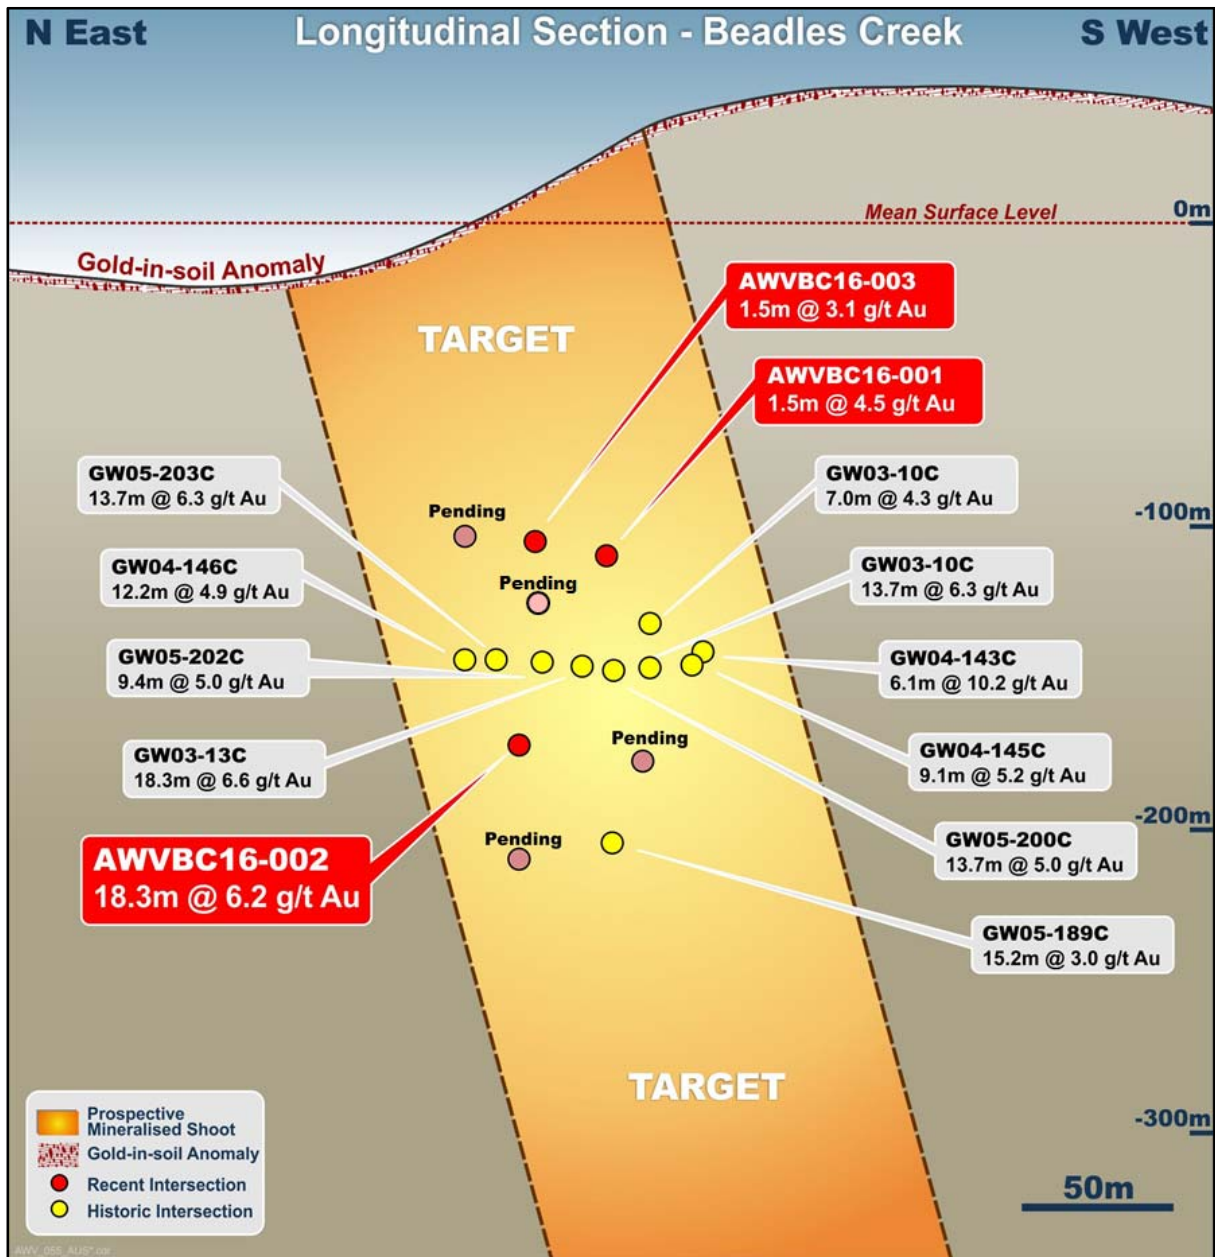 N East
Longitudinal Section - Beadles Creek
S West
0m
Mean Surface Level
Gold-in-soil Anomaly
AWVBC16-003
1.5m @ 3.1 g/t Au
TARGET
AWVBC16-001
1.5m @ 4.5 g/t Au
GW05-203C
13.7m @ 6.3 g/t Au
GW03-10C
7.0m @ 4.3 g/t Au
Pending
-100m
GW04-146C
12.2m @ 4.9 g/t Au
Pending
GW03-10C
13.7m @ 6.3 g/t Au
GW05-202C
9.4m @ 5.0 g/t Au
GW04-143C
6.1m @ 10.2 g/t Au
GW03-13C
18.3m @ 6.6 g/t Au
Pending
GW04-145C
9.1m @ 5.2 g/t Au
-200m
Pending
GW05-200C
13.7m @ 5.0 g/t Au
AWVBC16-002
18.3m @ 6.2 g/t Au
GW05-189C
15.2m @ 3.0 g/t Au
TARGET
-300m
Prospective
Mineralised Shoot
Gold-in-soil Anomaly
Recent Intersection
Historic Intersection
50m